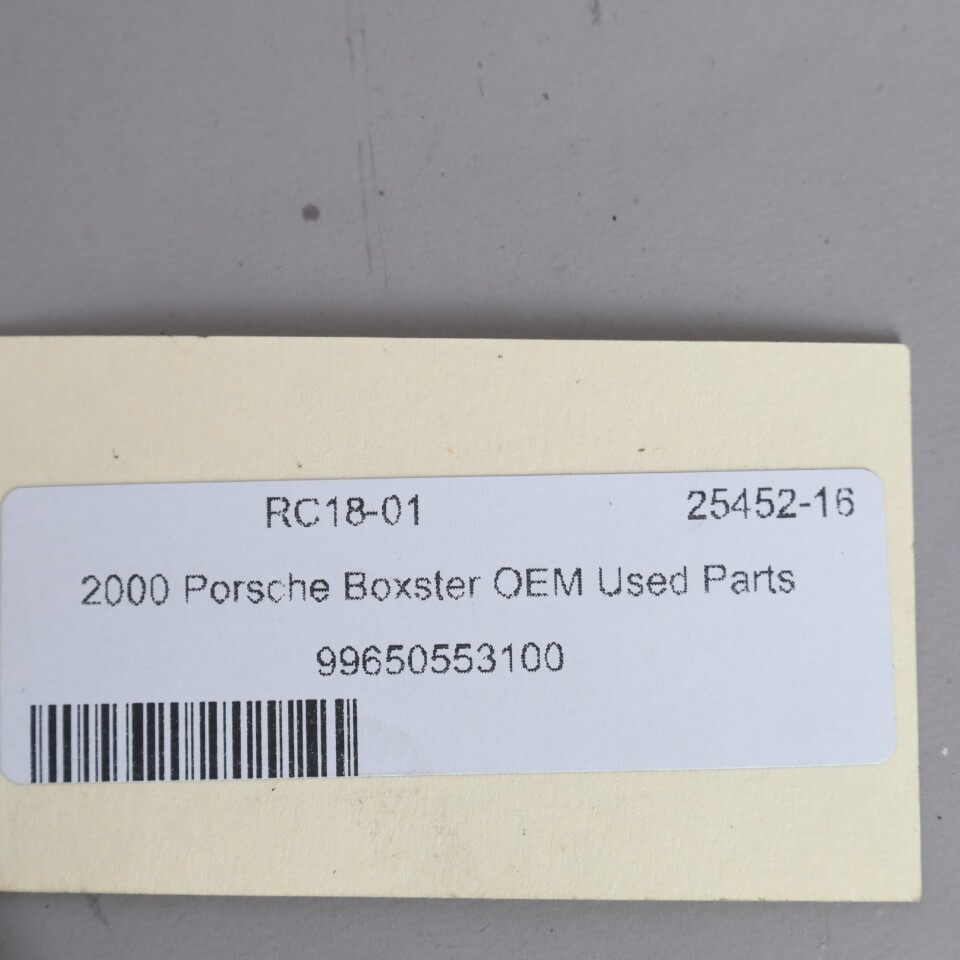 RC18-01 25452-16
2000 Porsche Boxster OEM Used Parts
99650553100